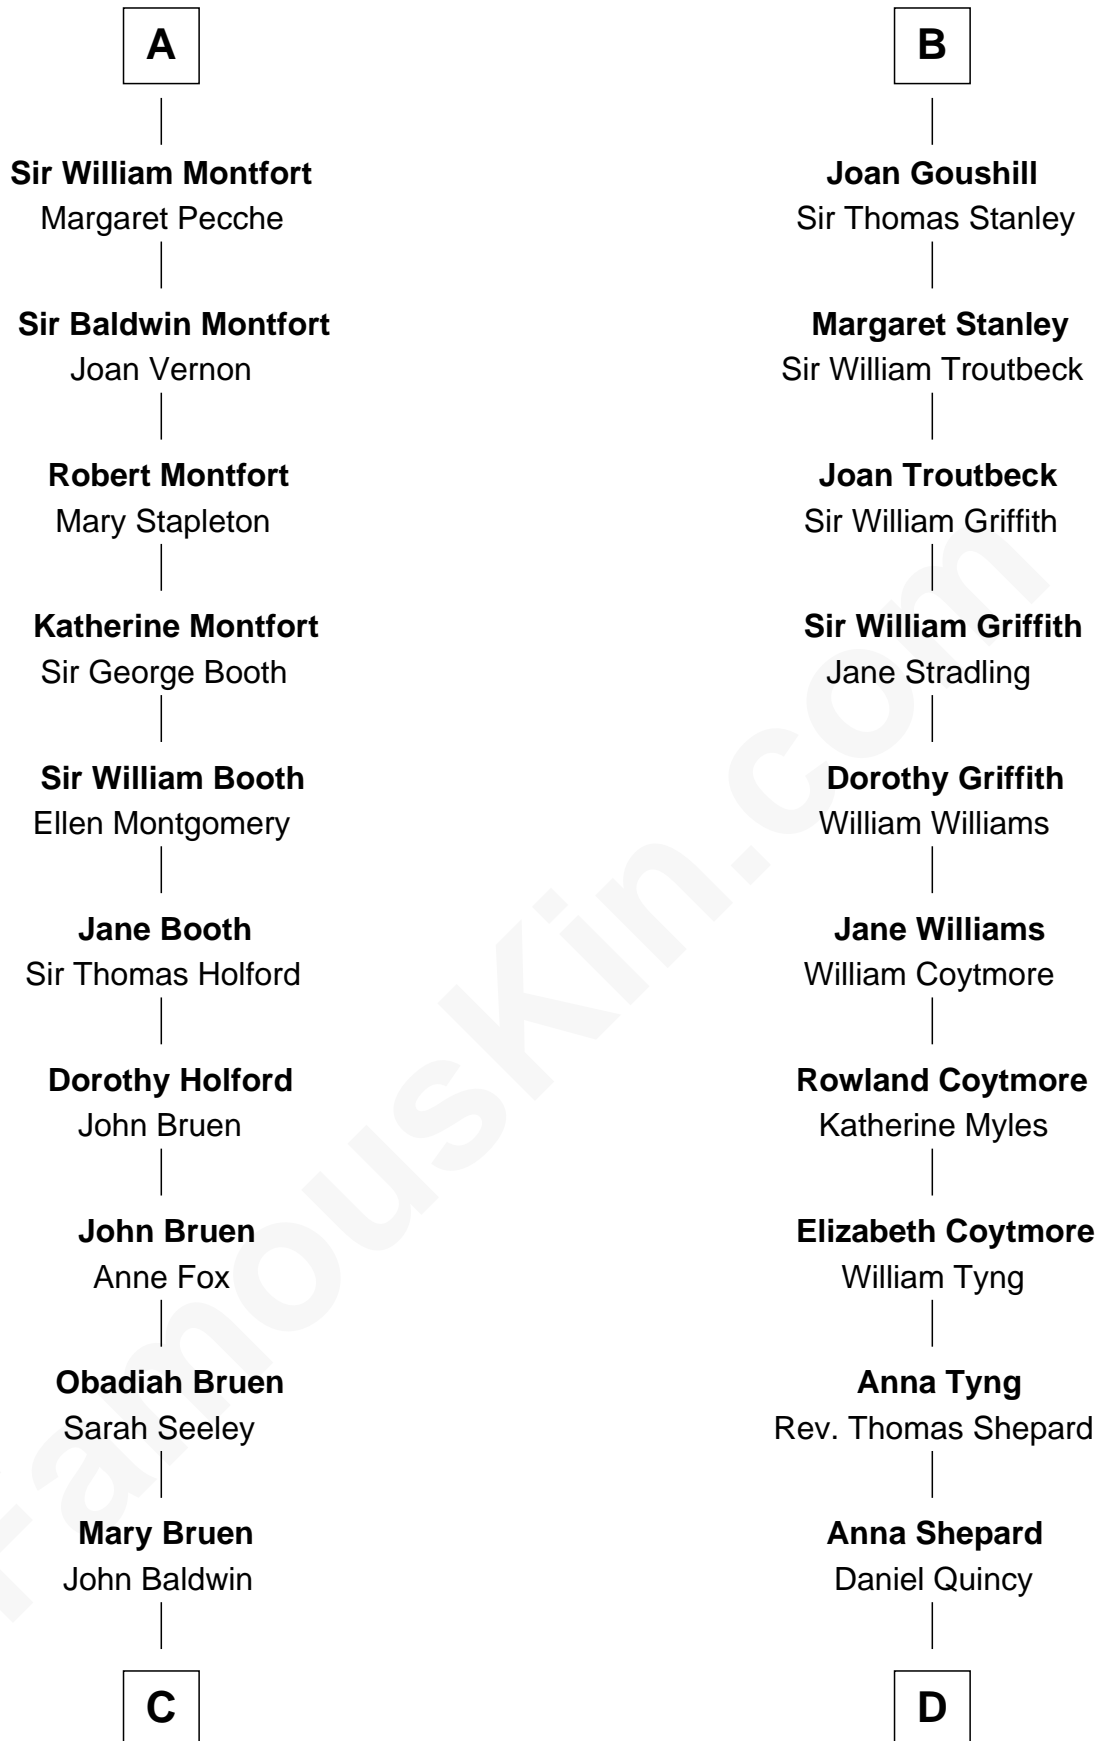 A
Sir William Montfort
Margaret Pecche
Sir Baldwin Montfort
Joan Vernon
Robert Montfort
Mary Stapleton
Katherine Montfort
Sir George Booth
Sir William Booth
Ellen Montgomery
Jane Booth
Sir Thomas Holford
Dorothy Holford
John Bruen
John Bruen
Anne Fox
Obadiah Bruen
Sarah Seeley
Mary Bruen
John Baldwin
C
B
Joan Goushill
Sir Thomas Stanley
Margaret Stanley
Sir William Troutbeck
Joan Troutbeck
Sir William Griffith
Sir William Griffith
Jane Stradling
Dorothy Griffith
William Williams
Jane Williams
William Coytmore
Rowland Coytmore
Katherine Myles
Elizabeth Coytmore
William Tyng
Anna Tyng
Rev. Thomas Shepard
Anna Shepard
Daniel Quincy
D
FamousKin.com